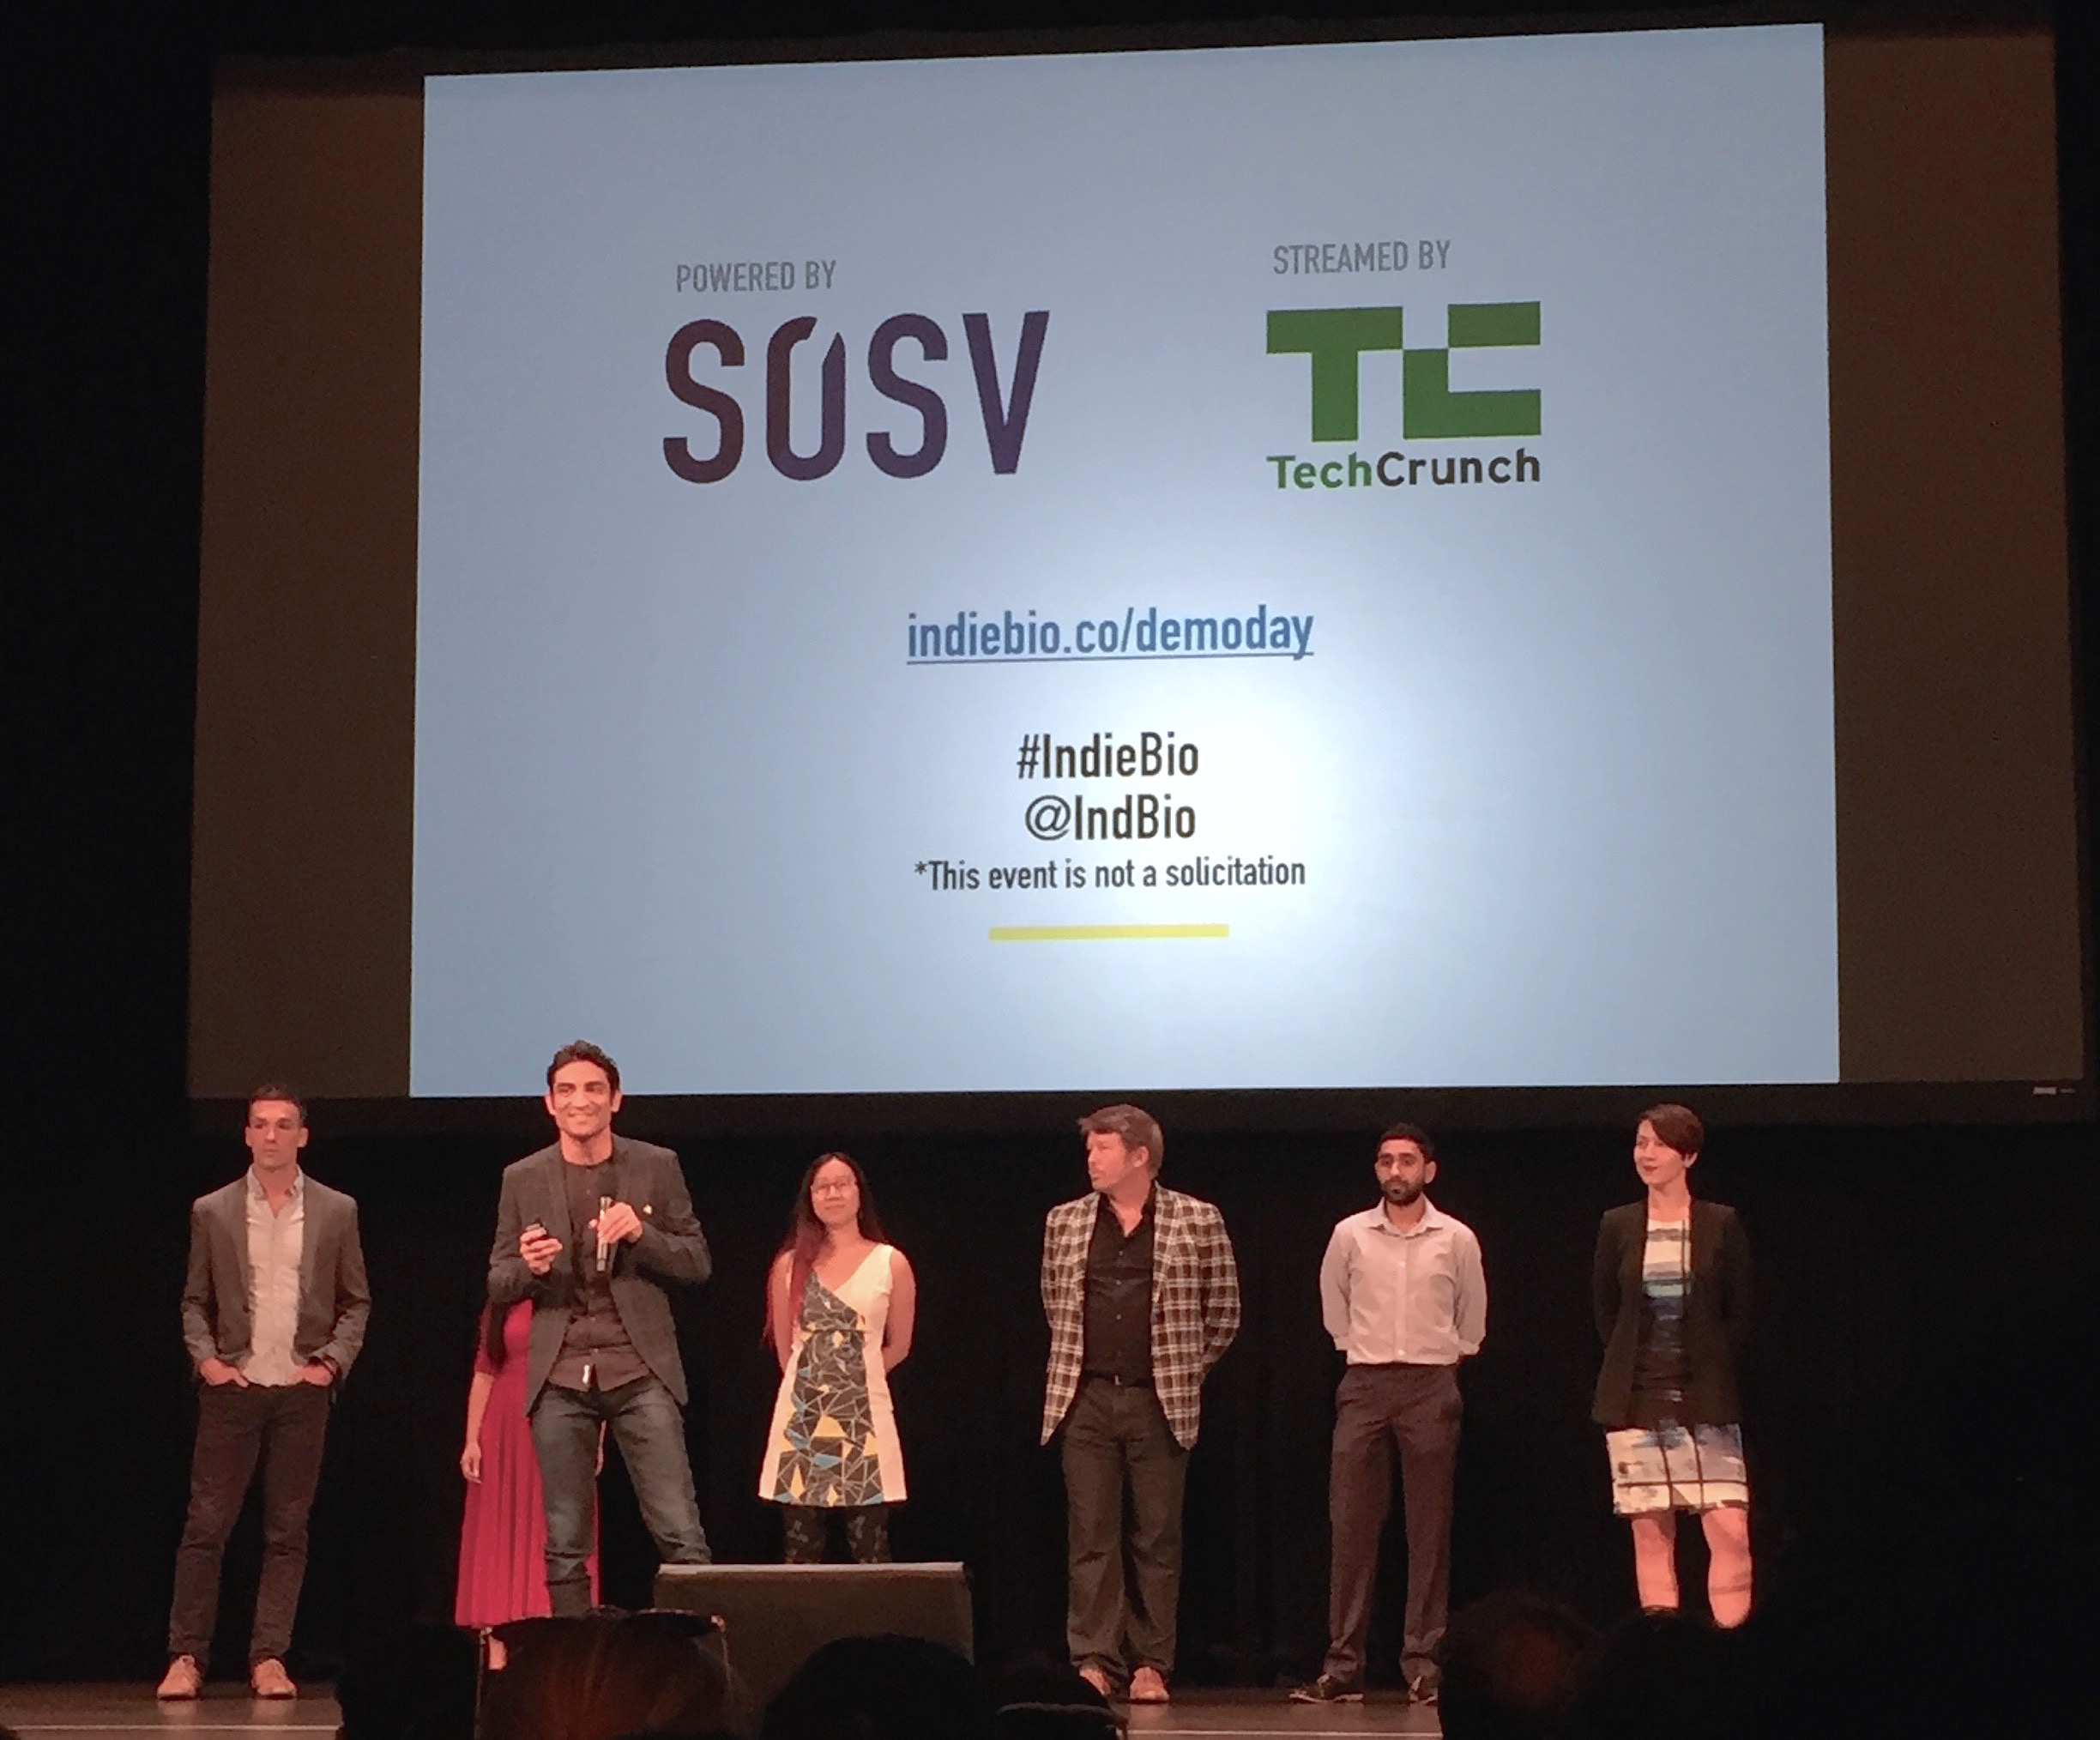 POWERED BY
SOSV
STREAMED BY
TC
TechCrunch
indiebio.co/demoday
#IndieBio
@IndBio
*This event is not a solicitation